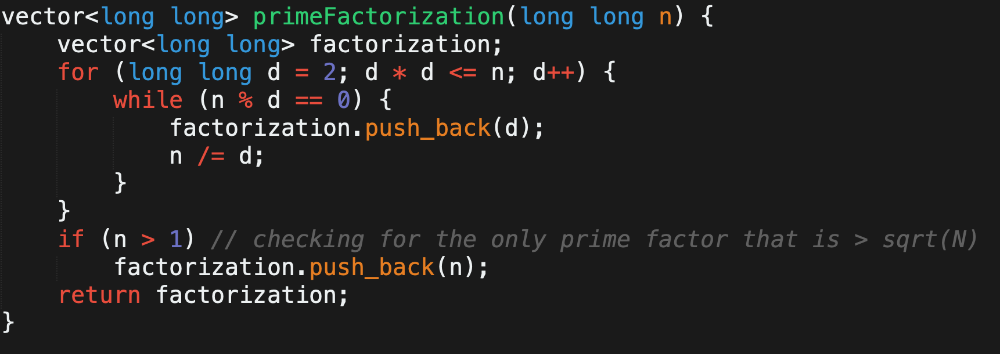 vector<long long> primeFactorization(long long n) {
    vector<long long> factorization;
    for (long long d = 2; d * d <= n; d++) {
        while (n % d == 0) {
            factorization.push_back(d);
            n /= d;
        }
    }
    if (n > 1) // checking for the only prime factor that is > sqrt(N)
        factorization.push_back(n);
    return factorization;
}